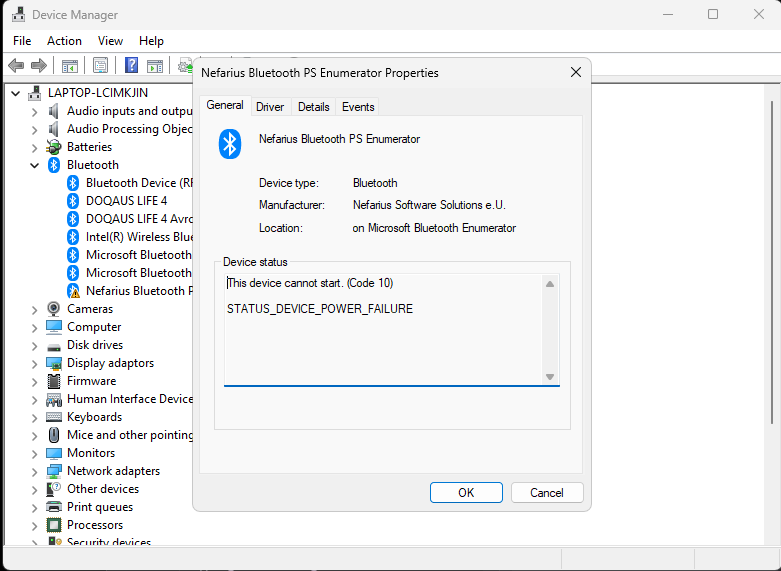 Device Manager
File Action View Help
Nefarius Bluetooth PS Enumerator Properties
General Driver Details Events
Nefarius Bluetooth PS Enumerator
Device type: Bluetooth
Manufacturer: Nefarius Software Solutions e.U.
Location: on Microsoft Bluetooth Enumerator
Device status
This device cannot start. (Code 10)
STATUS_DEVICE_POWER_FAILURE
OK Cancel
LAPTOP-LCIMKJIN
Audio inputs and outpu
Audio Processing Objec
Batteries
Bluetooth
Bluetooth Device (RF
DOQAUS LIFE 4
DOQAUS LIFE 4 Avrc
Intel(R) Wireless Blue
Microsoft Bluetooth
Microsoft Bluetooth
Nefarius Bluetooth P
Cameras
Computer
Disk drives
Display adaptors
Firmware
Human Interface Device
Keyboards
Mice and other pointing
Monitors
Network adapters
Other devices
Print queues
Processors
Security devices